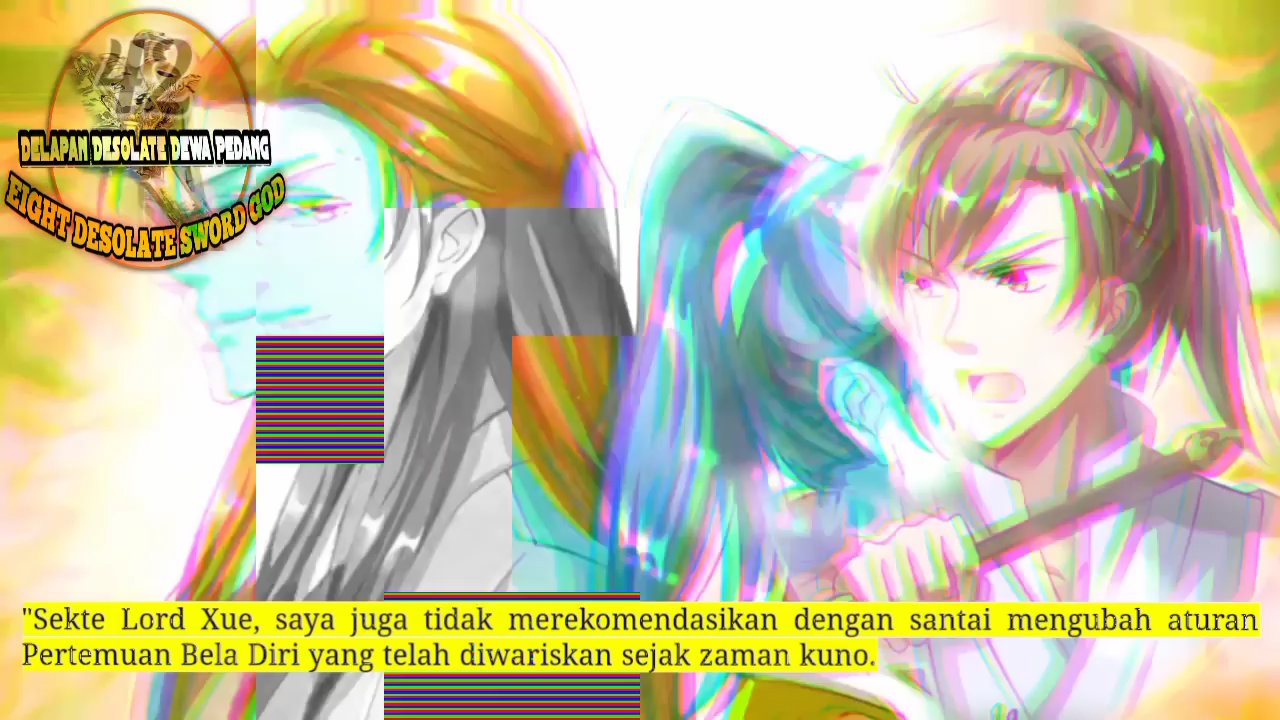 42
DELAPAN DESOLATE DEWA PEDANG
EIGHT DESOLATE SWORD GOD
"Sekte Lord Xue, saya juga tidak merekomendasikan dengan santai mengubah aturan
Pertemuan Bela Diri yang telah diwariskan sejak zaman kuno.